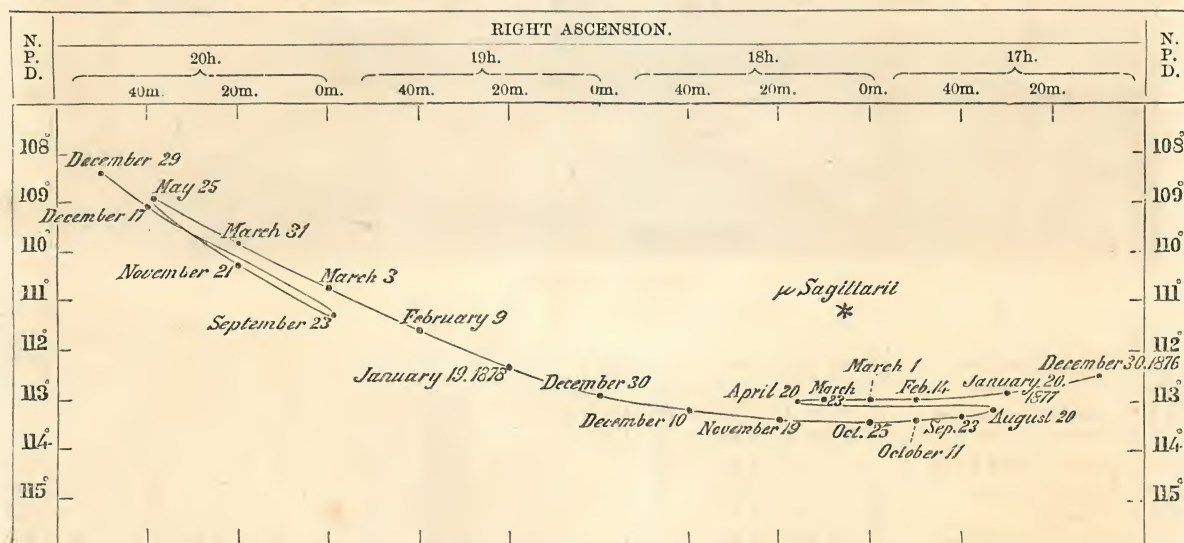 RIGHT ASCENSION.
N. P. D.
20h. 19h. 18h. 17h.
N. P. D.
40m. 20m. 0m. 40m. 20m. 0m. 40m. 20m. 0m. 40m. 20m.
108° 108°
December 29
May 25
109° 109°
December 17
March 31
110° 110°
November 21
March 3
μ Sagittarii
111° 111°
September 23
February 9
112° 112°
January 19.1878
December 30
March 1
December 30.1876
April 20
March 23
Feb. 14
January 20. 1877
113° 113°
December 10
November 19
Oct. 25
Sep. 23
August 20
October 11
114° 114°
115° 115°